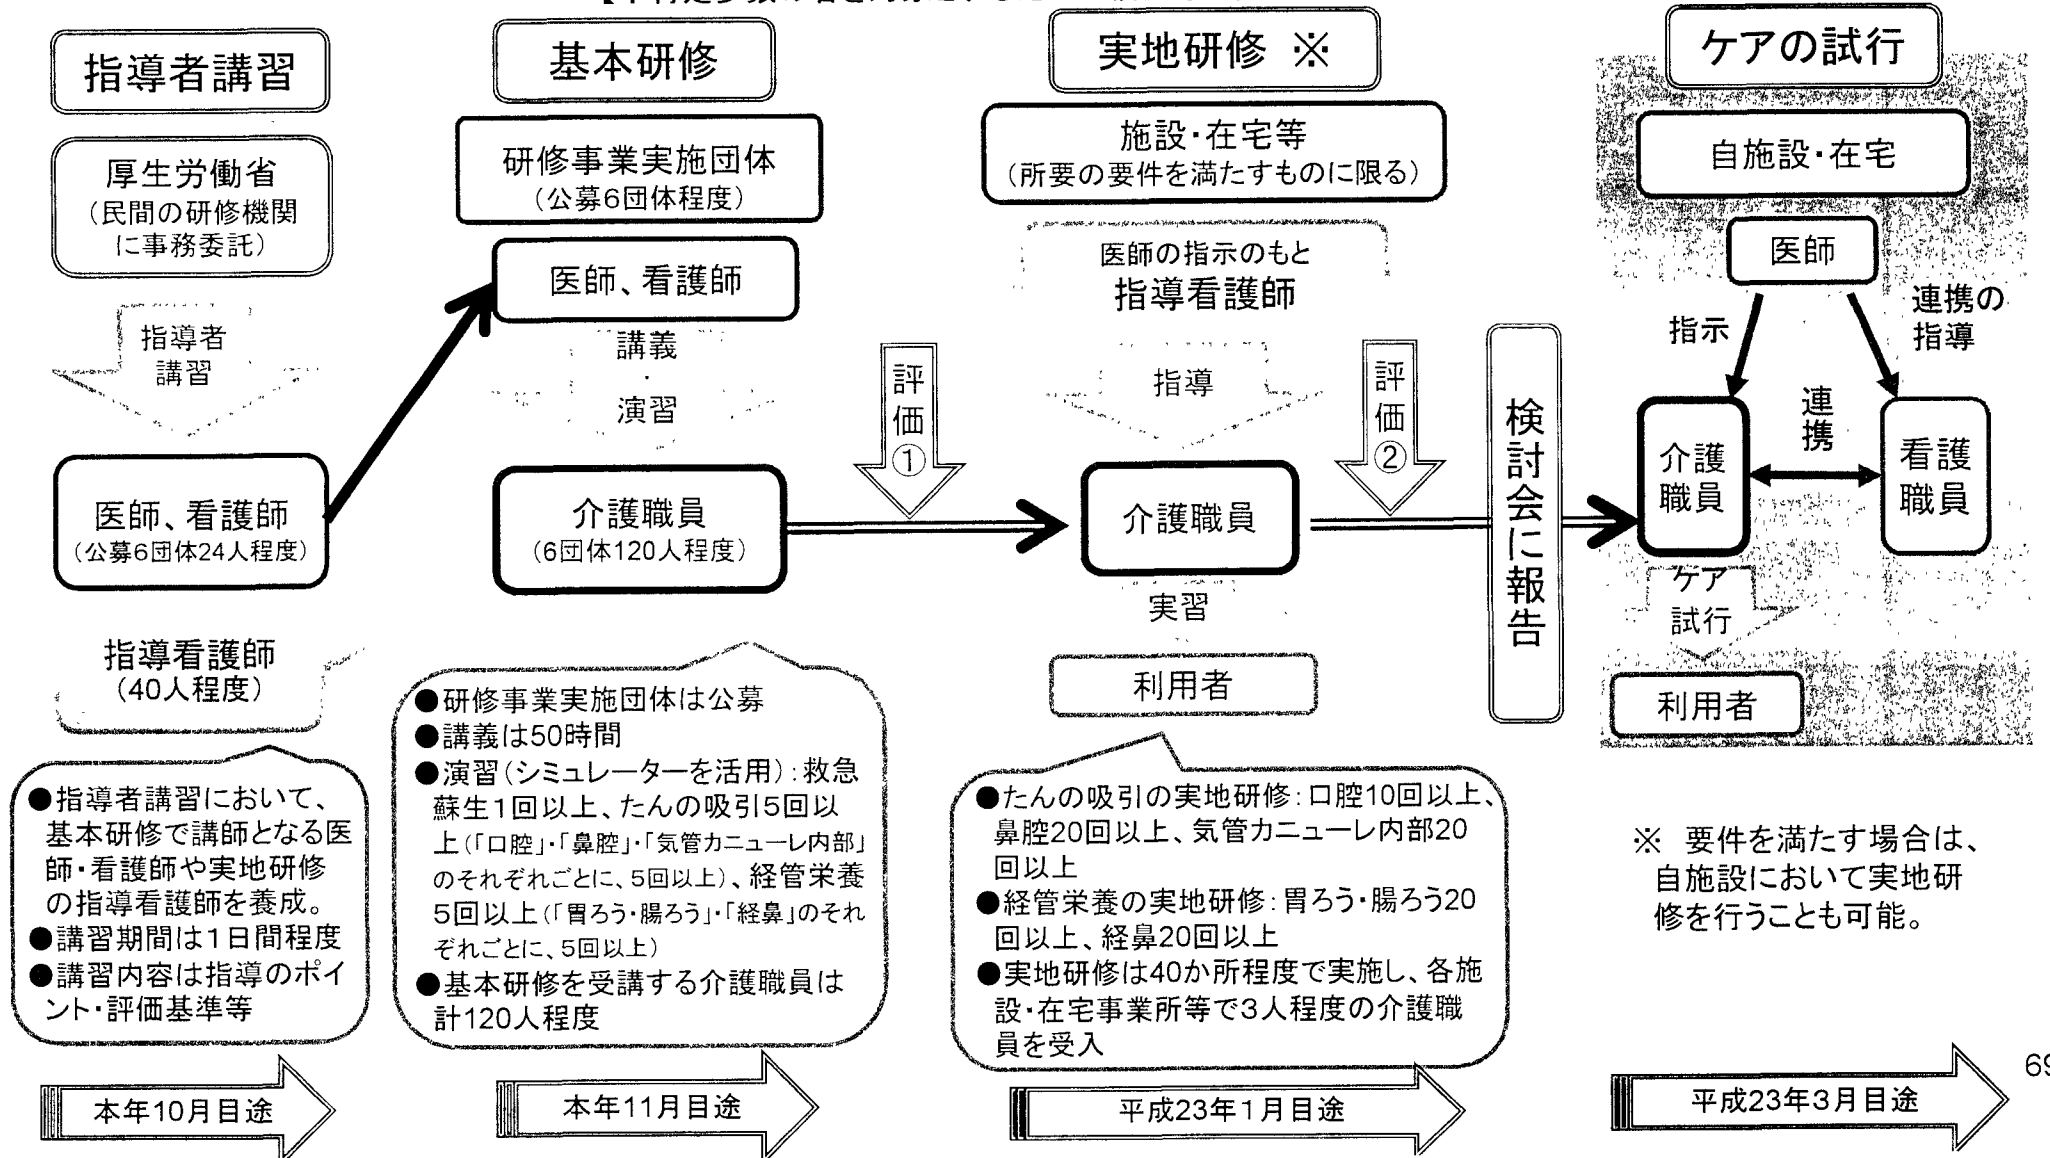 指導者講習
厚生労働省
(民間の研修機関
に事務委託)
指導者
講習
医師、看護師
(公募6団体24人程度)
指導看護師
(40人程度)
●指導者講習において、
基本研修で講師となる医
師・看護師や実地研修
の指導看護師を養成。
●講習期間は1日間程度
●講習内容は指導のポイ
ント・評価基準等
本年10月目途
基本研修
研修事業実施団体
(公募6団体程度)
医師、看護師
講義
・
演習
介護職員
(6団体120人程度)
●研修事業実施団体は公募
●講義は50時間
●演習(シミュレーターを活用):救急
蘇生1回以上、たんの吸引5回以
上(「口腔」・「鼻腔」・「気管カニューレ内部」
のそれぞれごとに、5回以上)、経管栄養
5回以上(「胃ろう・腸ろう」・「経鼻」のそれ
ぞれごとに、5回以上)
●基本研修を受講する介護職員は
計120人程度
本年11月目途
評価①
実地研修 ※
施設・在宅等
(所要の要件を満たすものに限る)
医師の指示のもと
指導看護師
指導
介護職員
実習
利用者
●たんの吸引の実地研修:口腔10回以上、
鼻腔20回以上、気管カニューレ内部20
回以上
●経管栄養の実地研修:胃ろう・腸ろう20
回以上、経鼻20回以上
●実地研修は40か所程度で実施し、各施
設・在宅事業所等で3人程度の介護職
員を受入
平成23年1月目途
評価②
検討会に報告
ケアの試行
自施設・在宅
医師
指示
連携の
指導
連携
介護
職員
看護
職員
ケア
試行
利用者
※ 要件を満たす場合は、
自施設において実地研
修を行うことも可能。
平成23年3月目途